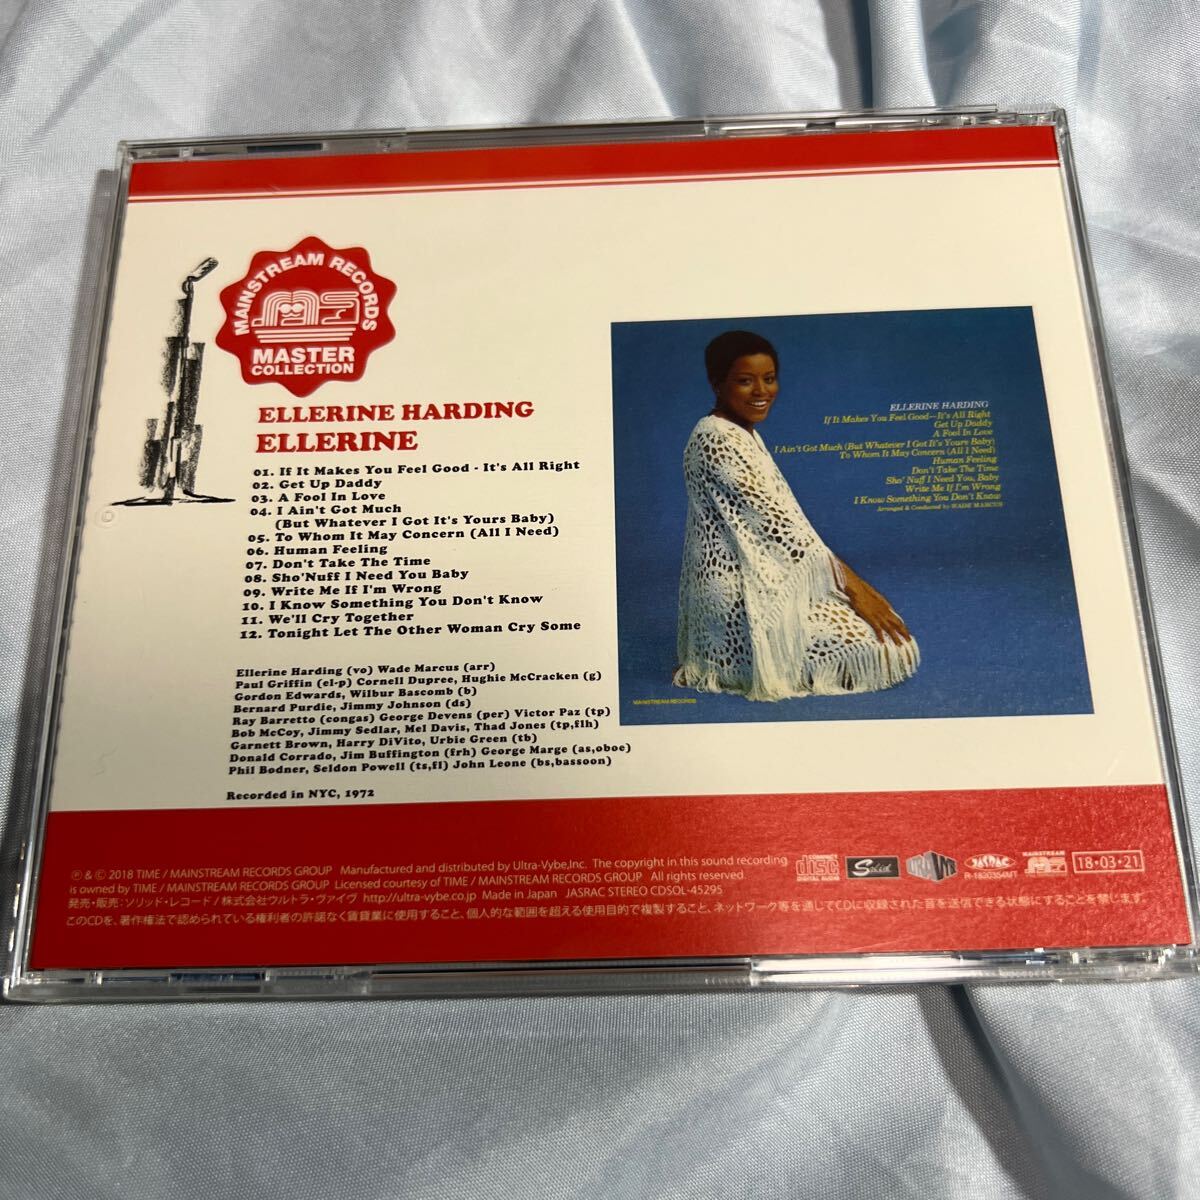 MAINSTREAM RECORDS
ms
MASTER
COLLECTION
ELLERINE HARDING
ELLERINE
01. If It Makes You Feel Good - It's All Right
02. Get Up Daddy
03. A Fool In Love
04. I Ain't Got Much
(But Whatever I Got It's Yours Baby)
05. To Whom It May Concern (All I Need)
06. Human Feeling
07. Don't Take The Time
08. Sho'Nuff I Need You Baby
09. Write Me If I'm Wrong
10. I Know Something You Don't Know
11. We'll Cry Together
12. Tonight Let The Other Woman Cry Some
Ellerine Harding (vo) Wade Marcus (arr)
Paul Griffin (el-p) Cornell Dupree, Hughie McCracken (g)
Gordon Edwards, Wilbur Bascomb (b)
Bernard Purdie, Jimmy Johnson (ds)
Ray Barretto (congas) George Devens (per) Victor Paz (tp)
Bob McCoy, Jimmy Sedlar, Mel Davis, Thad Jones (tp,flh)
Garnett Brown, Harry DiVito, Urbie Green (tb)
Donald Corrado, Jim Buffington (frh) George Marge (as,oboe)
Phil Bodner, Seldon Powell (ts,fl) John Leone (bs,bassoon)
Recorded in NYC, 1972
ELLERINE HARDING
If It Makes You Feel Good—It's All Right
Get Up Daddy
A Fool In Love
I Ain't Got Much (But Whatever I Got It's Yours Baby)
To Whom It May Concern (All I Need)
Human Feeling
Don't Take The Time
Sho' Nuff I Need You, Baby
Write Me If I'm Wrong
I Know Something You Don't Know
Arranged & Conducted by WADE MARCUS
MAINSTREAM RECORDS
Ⓟ & Ⓒ 2018 TIME / MAINSTREAM RECORDS GROUP Manufactured and distributed by Ultra-Vybe,Inc. The copyright in this sound recording
is owned by TIME / MAINSTREAM RECORDS GROUP Licensed courtesy of TIME / MAINSTREAM RECORDS GROUP All rights reserved.
発売・販売：ソリッド・レコード / 株式会社ウルトラ・ヴァイヴ http://ultra-vybe.co.jp Made in Japan JASRAC STEREO CDSOL-45295
このCDを、著作権法で認められている権利者の許諾なく賃貸業に使用すること、個人的な範囲を超える使用目的で複製すること、ネットワーク等を通じてCDに収録された音を送信できる状態にすることを禁じます。
COMPACT
disc
DIGITAL AUDIO
Solid
JASRAC
R-1830354MT
MAINSTREAM
ms
18・03・21